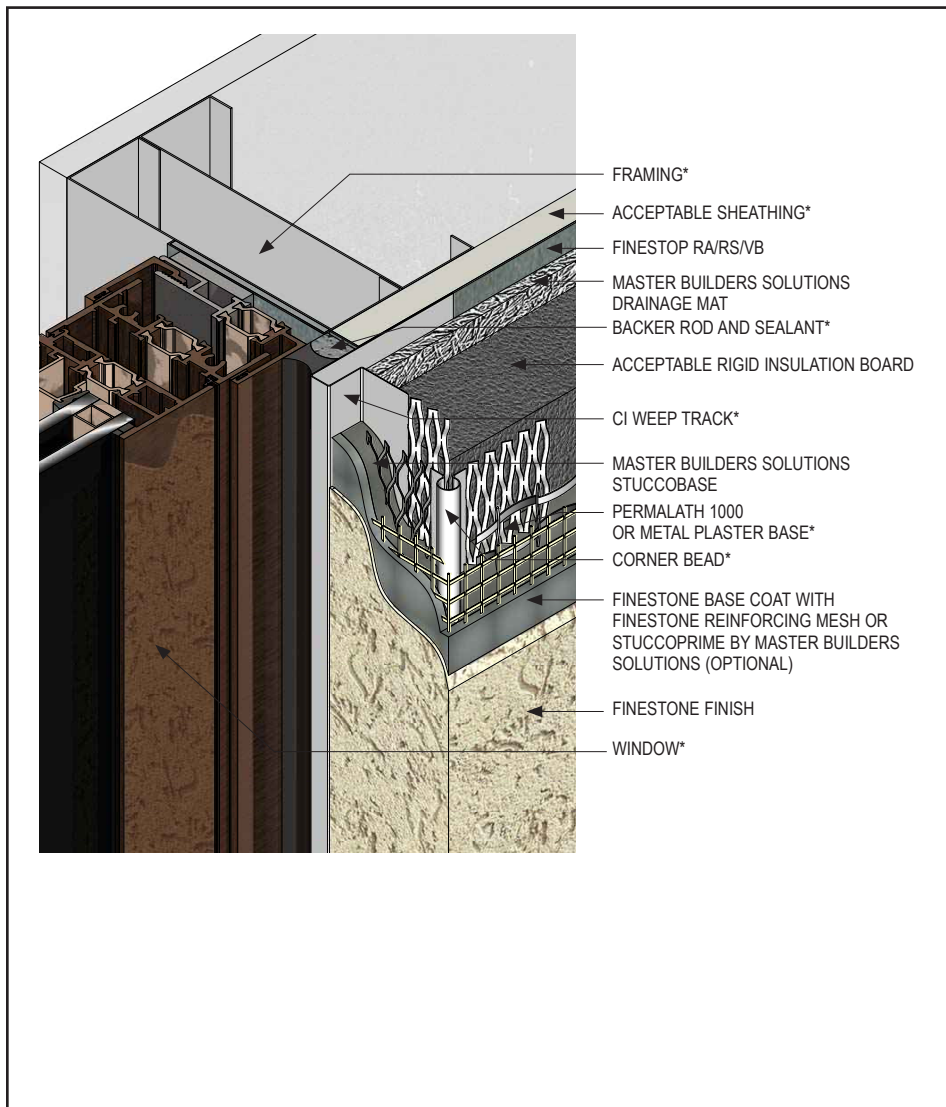 FRAMING*
ACCEPTABLE SHEATHING*
FINESTOP RA/RS/VB
MASTER BUILDERS SOLUTIONS
DRAINAGE MAT
BACKER ROD AND SEALANT*
ACCEPTABLE RIGID INSULATION BOARD
CI WEEP TRACK*
MASTER BUILDERS SOLUTIONS
STUCCOBASE
PERMALATH 1000
OR METAL PLASTER BASE*
CORNER BEAD*
FINESTONE BASE COAT WITH
FINESTONE REINFORCING MESH OR
STUCCOPRIME BY MASTER BUILDERS
SOLUTIONS (OPTIONAL)
FINESTONE FINISH
WINDOW*